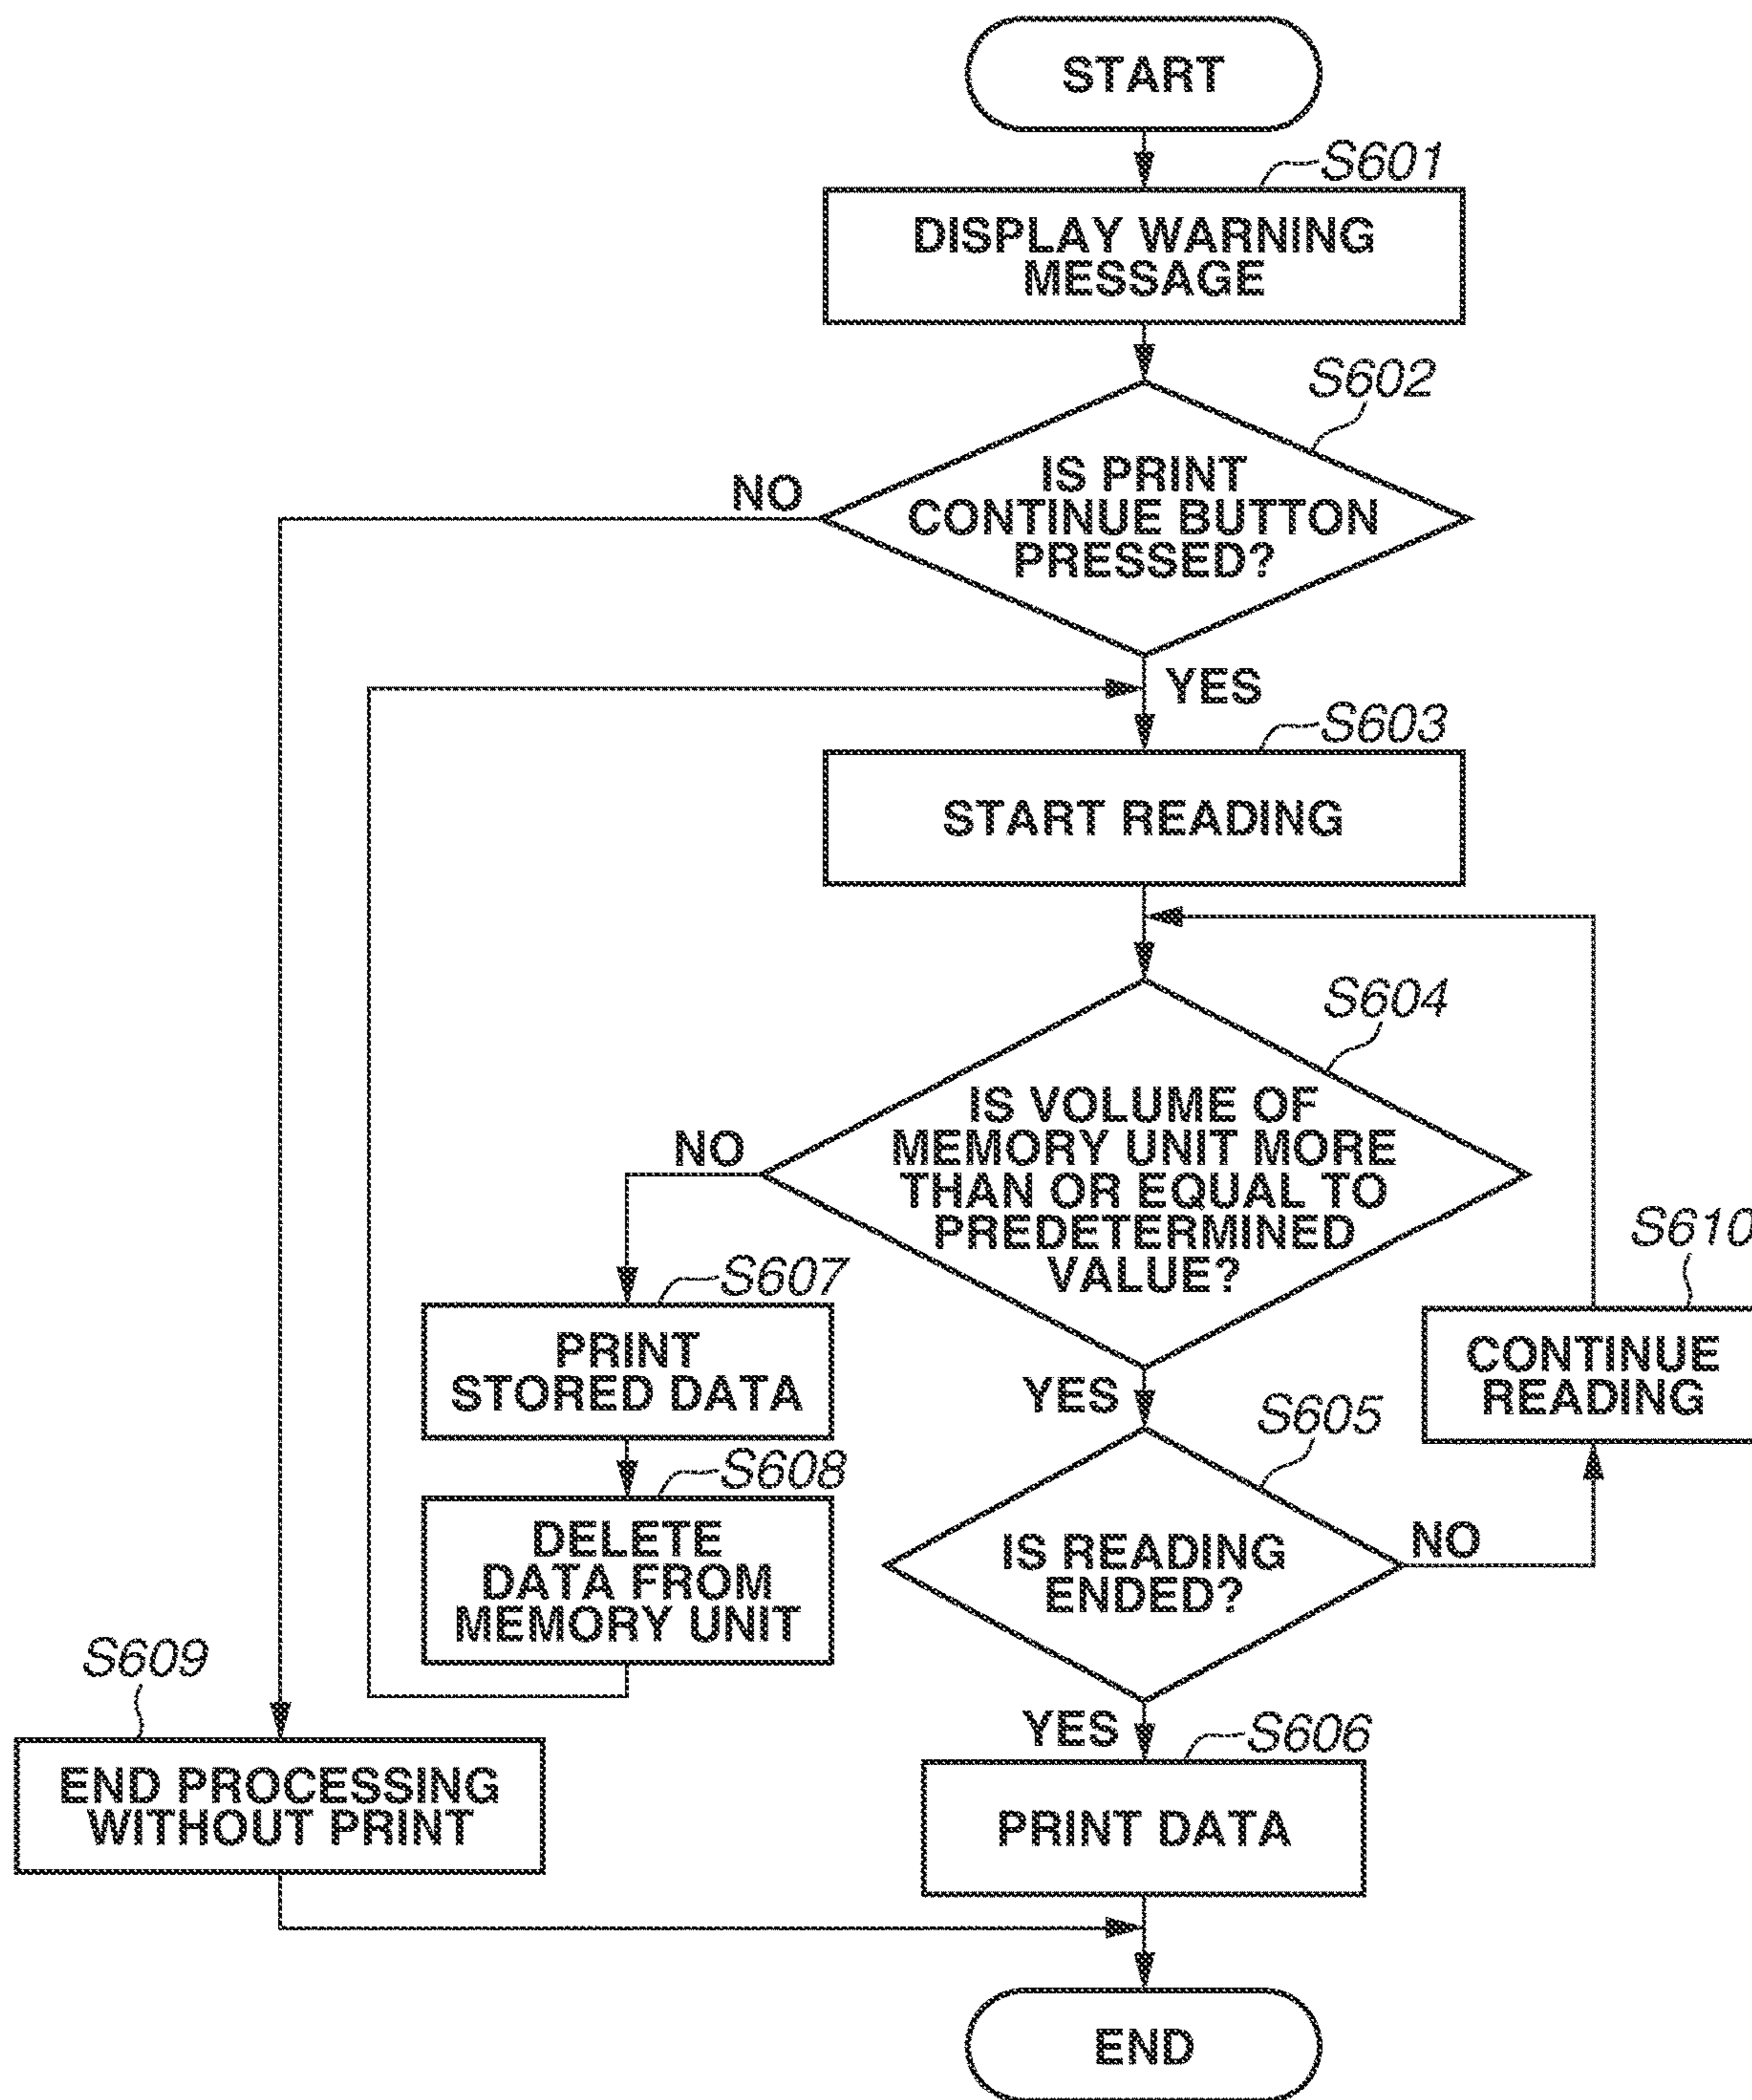 START
S601
DISPLAY WARNING
MESSAGE
S602
IS PRINT
CONTINUE BUTTON
PRESSED?
NO
YES
S603
START READING
S604
IS VOLUME OF
MEMORY UNIT MORE
THAN OR EQUAL TO
PREDETERMINED
VALUE?
NO
YES
S607
PRINT
STORED DATA
S610
CONTINUE
READING
S605
IS READING
ENDED?
NO
YES
S608
DELETE
DATA FROM
MEMORY UNIT
S609
END PROCESSING
WITHOUT PRINT
S606
PRINT DATA
END